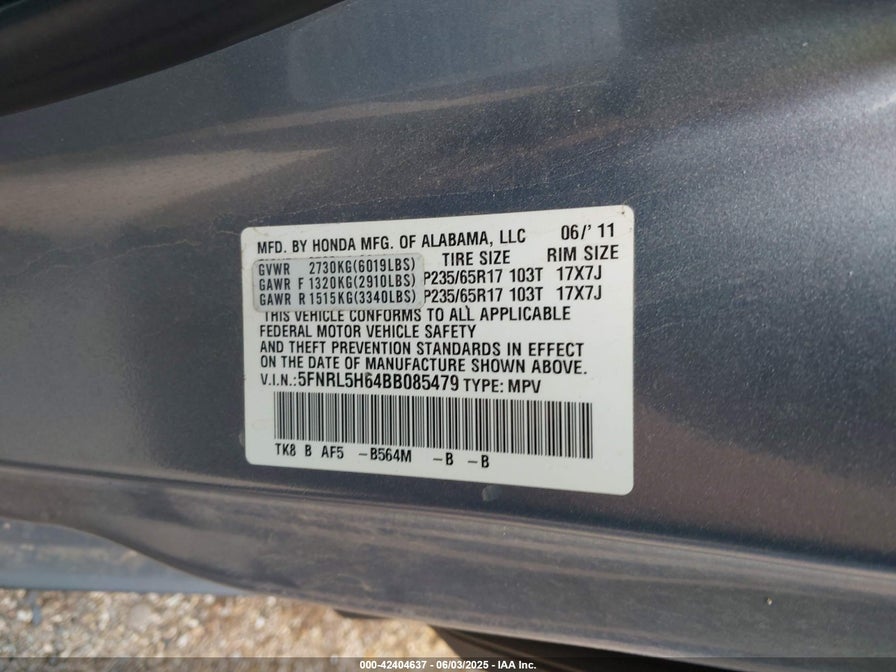 MFD. BY HONDA MFG. OF ALABAMA, LLC 06/'11
TIRE SIZE RIM SIZE
GVWR 2730KG(6019LBS)
GAWR F 1320KG(2910LBS) P235/65R17 103T 17X7J
GAWR R 1515KG(3340LBS) P235/65R17 103T 17X7J
THIS VEHICLE CONFORMS TO ALL APPLICABLE
FEDERAL MOTOR VEHICLE SAFETY
AND THEFT PREVENTION STANDARDS IN EFFECT
ON THE DATE OF MANUFACTURE SHOWN ABOVE.
V.I.N.:5FNRL5H64BB085479 TYPE: MPV
TK8 B AF5 -B564M -B -B
000-42404637 - 06/03/2025 - IAA Inc.